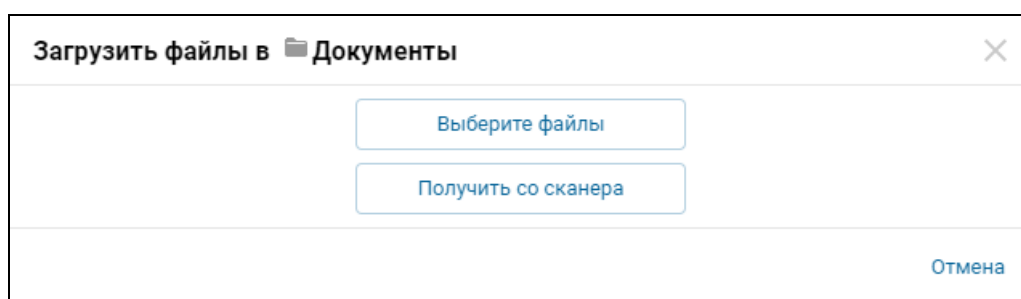 Загрузить файлы в Документы
Выберите файлы
Получить со сканера
Отмена